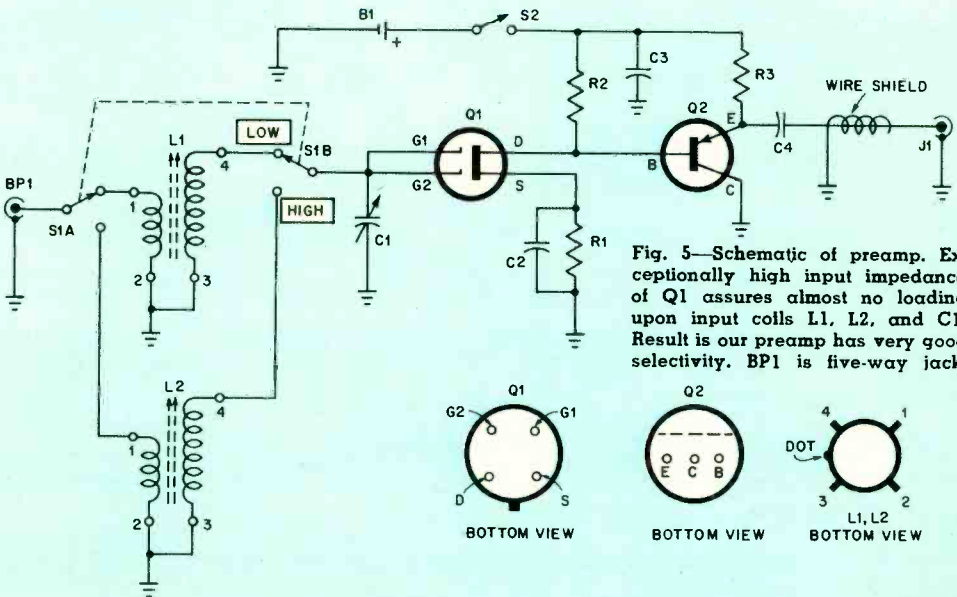 B1
+
S2
C3
R2
R3
WIRE SHIELD
Q1
Q2
LOW
L1
4
S1B
G1
D
E
C4
J1
BP1
G2
S
B
C
1
HIGH
S1A
C1
C2
R1
2
3
Fig. 5—Schematic of preamp. Ex
ceptionally high input impedance
of Q1 assures almost no loading
upon input coils L1, L2, and C1
Result is our preamp has very goo
selectivity. BP1 is five-way jack
L2
4
1
2
3
Q1
G2
G1
D
S
BOTTOM VIEW
Q2
E
C
B
BOTTOM VIEW
4
1
DOT
3
2
L1, L2
BOTTOM VIEW